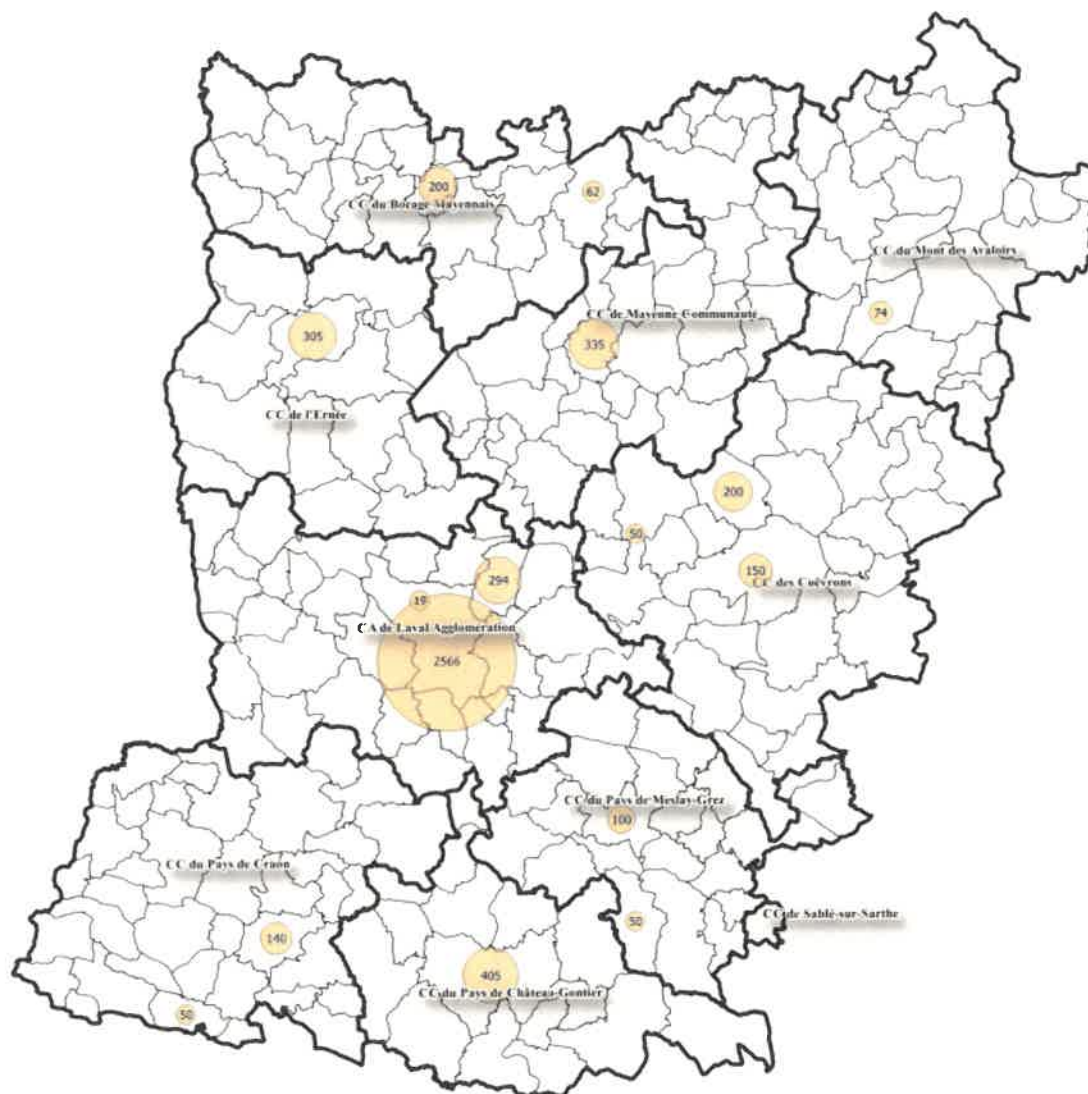 200
CC du Bocage Mayennais
62
CC du Mont des Avaloirs
74
CC de Mayenne Communauté
305
335
CC de l'Ernée
200
50
150
CC des Coëvrons
294
19
CA de Laval Agglomération
2566
CC du Pays de Meslay-Grez
100
CC du Pays de Craon
CC de Sablé-sur-Sarthe
50
140
405
CC du Pays de Château-Gontier
50